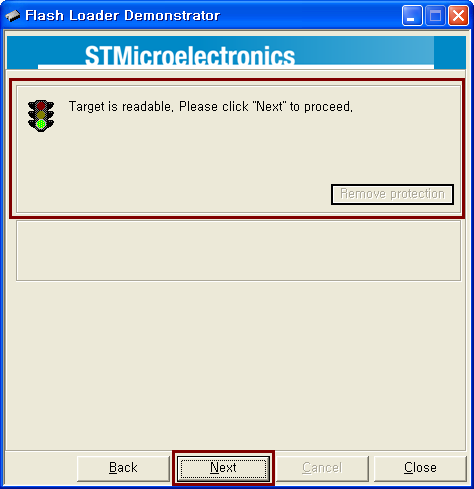 Flash Loader Demonstrator
STMicroelectronics
Target is readable, Please click "Next" to proceed,
Remove protection
Back
Next
Cancel
Close